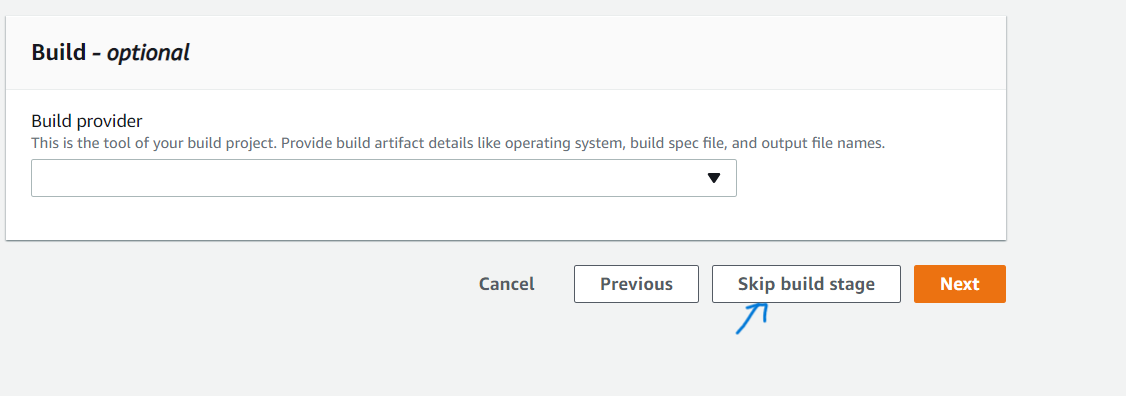 Build - optional
Build provider
This is the tool of your build project. Provide build artifact details like operating system, build spec file, and output file names.
Cancel
Previous
Skip build stage
Next